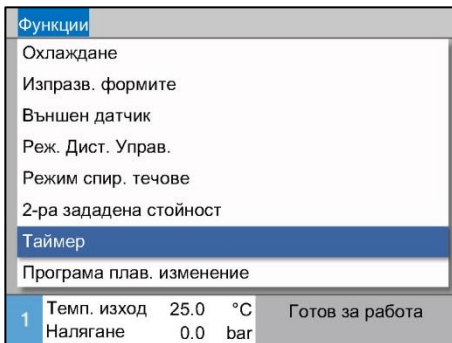 Функции
Охлаждане
Изпразв. формите
Външен датчик
Реж. Дист. Управ.
Режим спир. течове
2-ра зададена стойност
Таймер
Програма плав. изменение
1 Темп. изход 25.0 °C Готов за работа
Налягане 0.0 bar